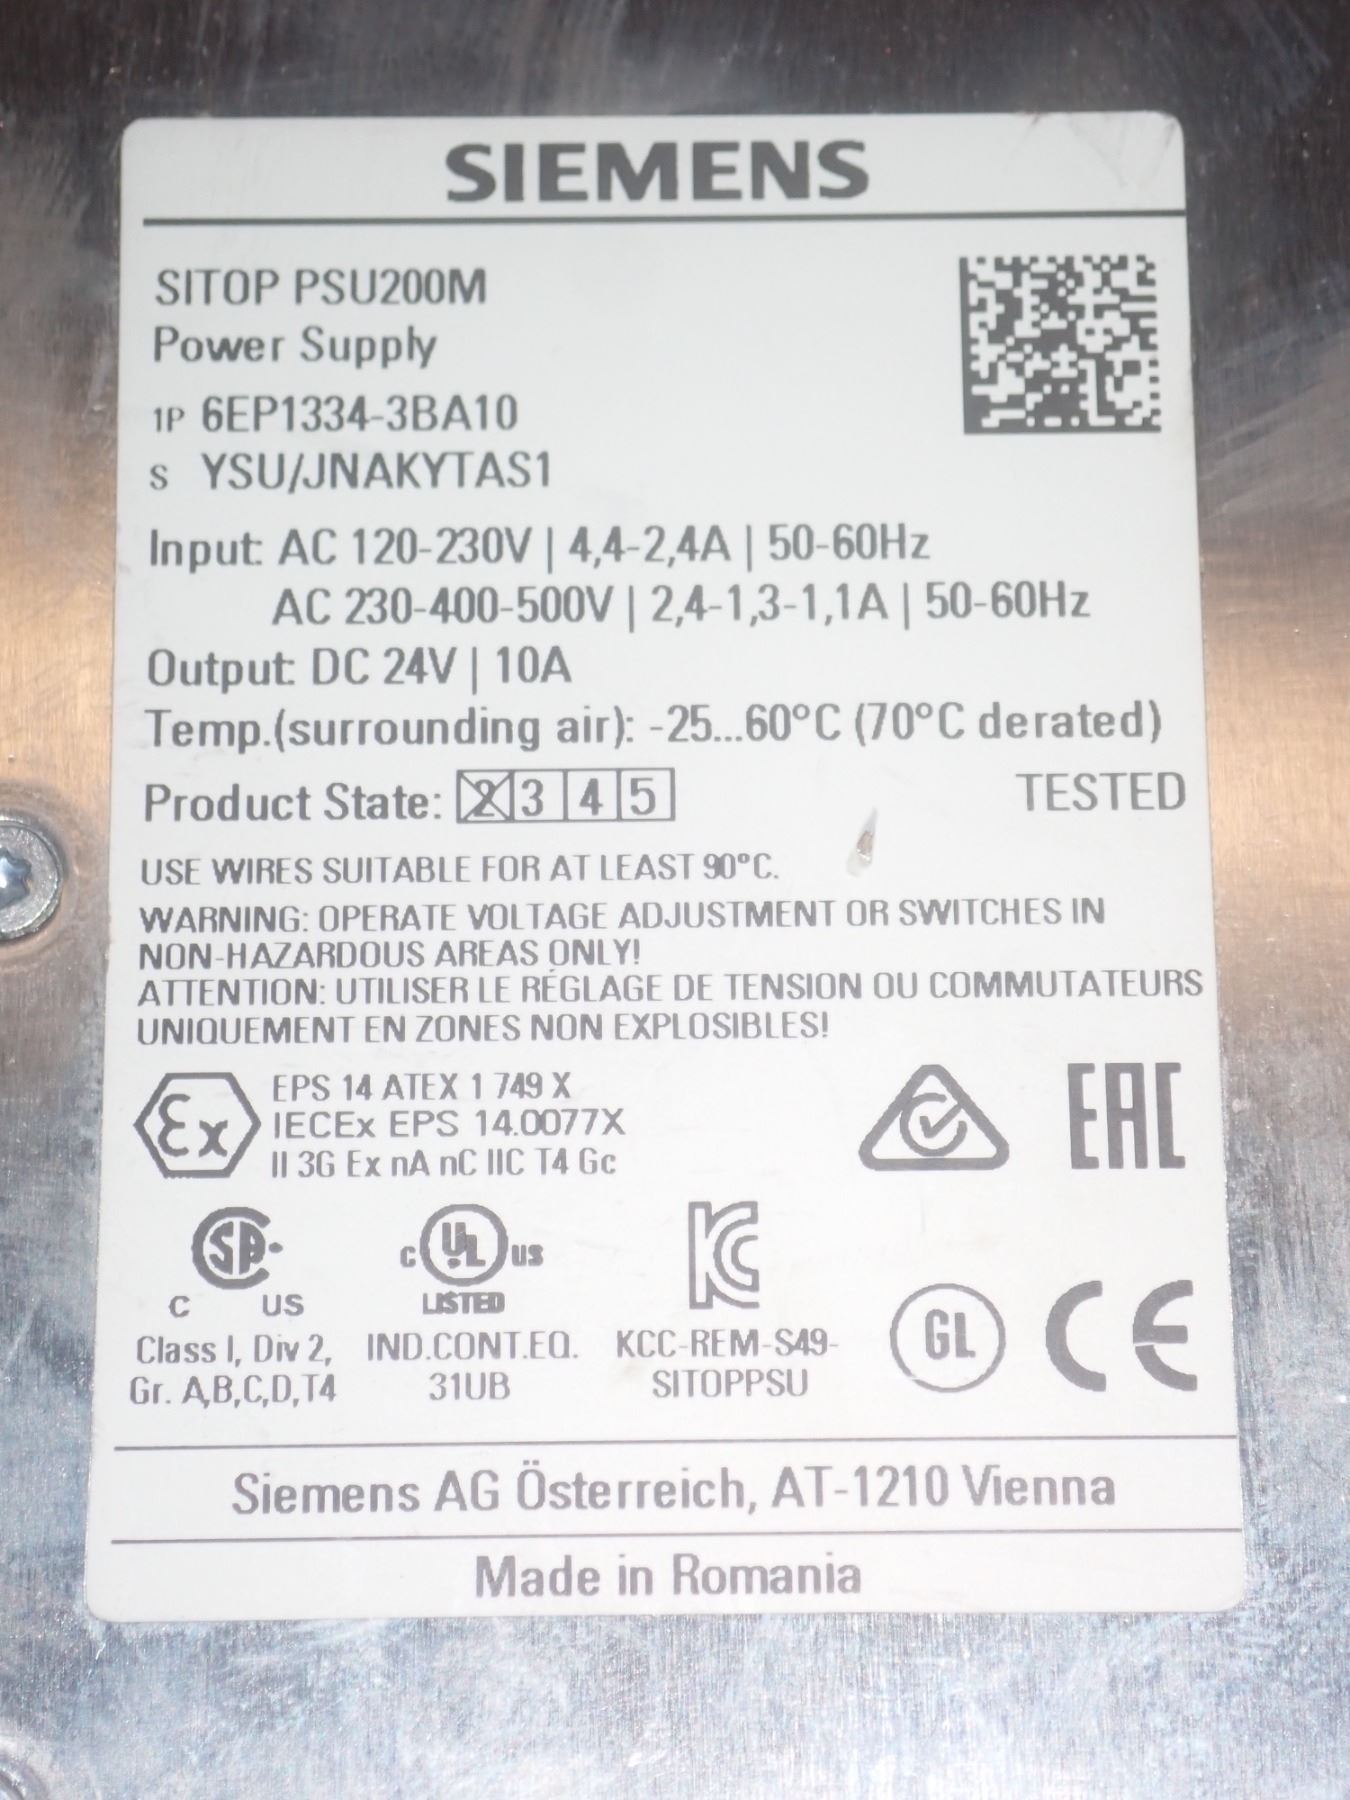 SIEMENS
SITOP PSU200M
Power Supply
1P 6EP1334-3BA10
S YSU/JNAKYTAS1
Input: AC 120-230V | 4,4-2,4A | 50-60Hz
AC 230-400-500V | 2,4-1,3-1,1A | 50-60Hz
Output: DC 24V | 10A
Temp.(surrounding air): -25...60°C (70°C derated)
Product State: 2 3 4 5 TESTED
USE WIRES SUITABLE FOR AT LEAST 90°C.
WARNING: OPERATE VOLTAGE ADJUSTMENT OR SWITCHES IN
NON-HAZARDOUS AREAS ONLY!
ATTENTION: UTILISER LE RÉGLAGE DE TENSION OU COMMUTATEURS
UNIQUEMENT EN ZONES NON EXPLOSIBLES!
Ex
EPS 14 ATEX 1 749 X
IECEx EPS 14.0077X
II 3G Ex nA nC IIC T4 Gc
EAC
SA C US
C UL US LISTED
KC
Class I, Div 2,
Gr. A,B,C,D,T4
IND.CONT.EQ.
31UB
KCC-REM-S49-
SITOPPSU
GL
CE
Siemens AG Österreich, AT-1210 Vienna
Made in Romania